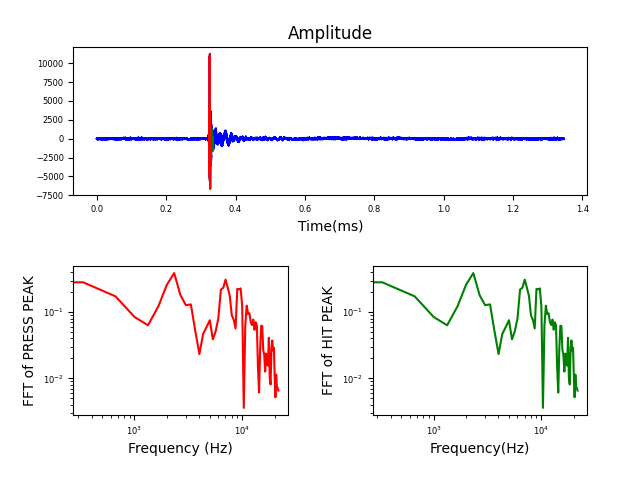 Amplitude
10000
7500
5000
2500
0
−2500
−5000
−7500
0.0 0.2 0.4 0.6 0.8 1.0 1.2 1.4
Time(ms)
FFT of PRESS PEAK
10⁻¹
10⁻²
10³ 10⁴
Frequency (Hz)
FFT of HIT PEAK
10⁻¹
10⁻²
10³ 10⁴
Frequency(Hz)